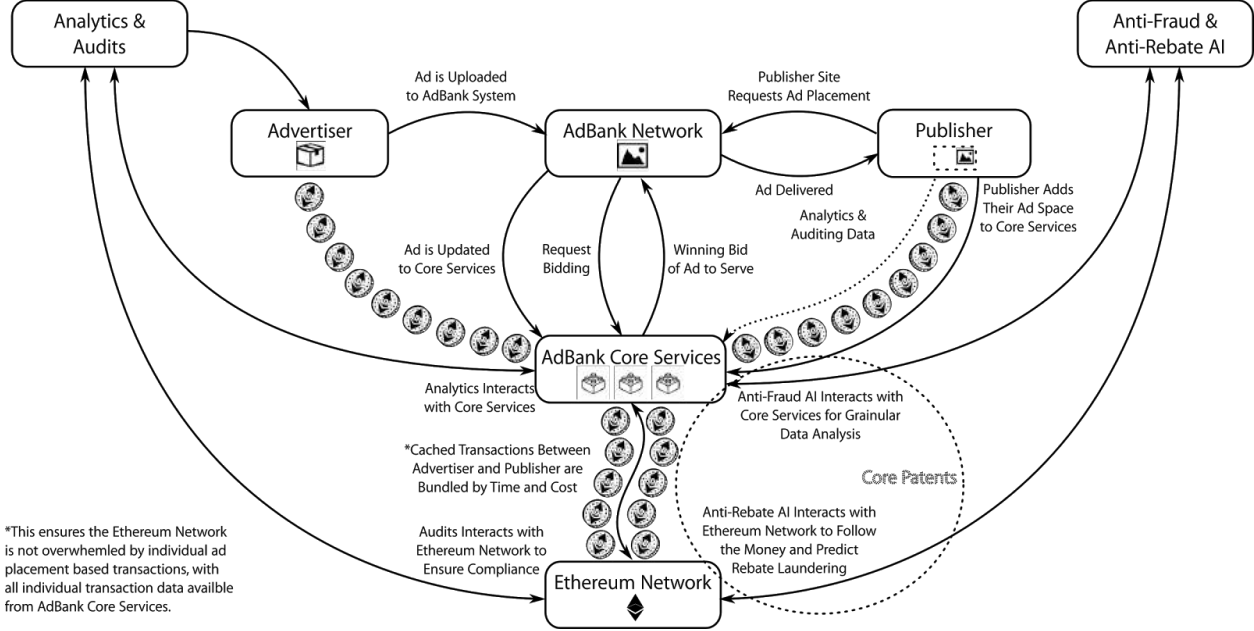 Analytics &
Audits
Anti-Fraud &
Anti-Rebate AI
Ad is Uploaded
to AdBank System
Publisher Site
Requests Ad Placement
Advertiser
AdBank Network
Publisher
Ad Delivered
Publisher Adds
Their Ad Space
to Core Services
Analytics &
Auditing Data
Ad is Updated
to Core Services
Request
Bidding
Winning Bid
of Ad to Serve
AdBank Core Services
Analytics Interacts
with Core Services
Anti-Fraud AI Interacts with
Core Services for Grainular
Data Analysis
*Cached Transactions Between
Advertiser and Publisher are
Bundled by Time and Cost
Core Patents
Audits Interacts with
Ethereum Network to
Ensure Compliance
Anti-Rebate AI Interacts with
Ethereum Network to Follow
the Money and Predict
Rebate Laundering
*This ensures the Ethereum Network
is not overwhemled by individual ad
placement based transactions, with
all individual transaction data availble
from AdBank Core Services.
Ethereum Network